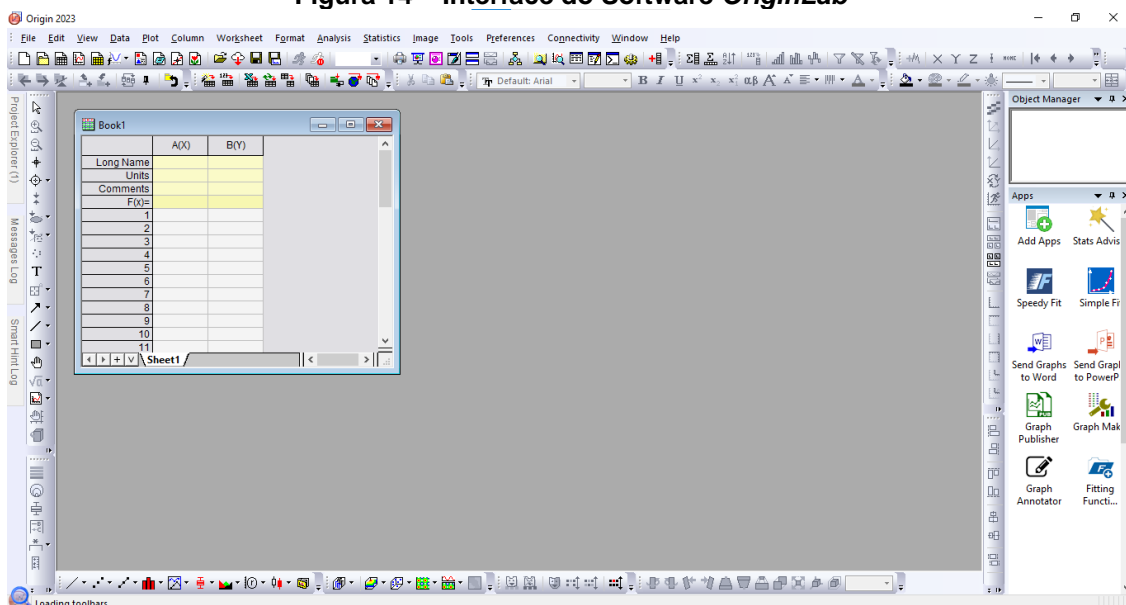 Figura 14 – Interface do Software OriginLab
Origin 2023
File Edit View Data Plot Column Worksheet Format Analysis Statistics Image Tools Preferences Connectivity Window Help
Default: Arial
B I U
X Y Z
Project Explorer (1)
Messages Log
Smart Hint Log
Book1
A(X) B(Y)
Long Name
Units
Comments
F(x)=
1
2
3
4
5
6
7
8
9
10
11
Sheet1
Object Manager
Apps
Add Apps Stats Advis
Speedy Fit Simple Fi
Send Graphs to Word
Send Grapl to PowerP
Graph Publisher
Graph Mak
Graph Annotator
Fitting Functi...
Loading toolbars